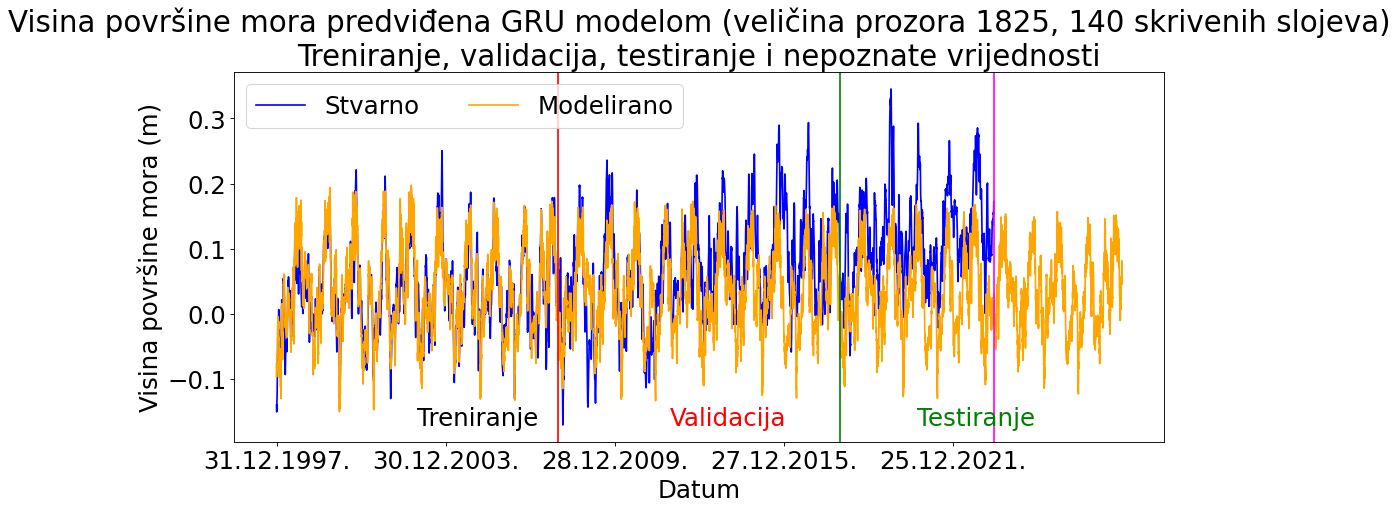 Visina površine mora predviđena GRU modelom (veličina prozora 1825, 140 skrivenih slojeva)
Treniranje, validacija, testiranje i nepoznate vrijednosti
Stvarno
Modelirano
Visina površine mora (m)
0.3
0.2
0.1
0.0
−0.1
Treniranje
Validacija
Testiranje
31.12.1997.
30.12.2003.
28.12.2009.
27.12.2015.
25.12.2021.
Datum